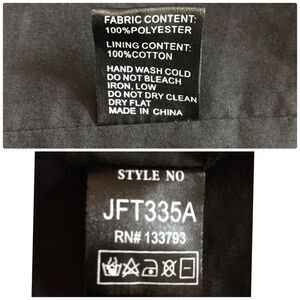 FABRIC CONTENT:
100%POLYESTER
LINING CONTENT:
100%COTTON
HAND WASH COLD
DO NOT BLEACH
IRON, LOW
DO NOT DRY CLEAN
DRY FLAT
MADE IN CHINA
STYLE NO
JFT335A
RN# 133793